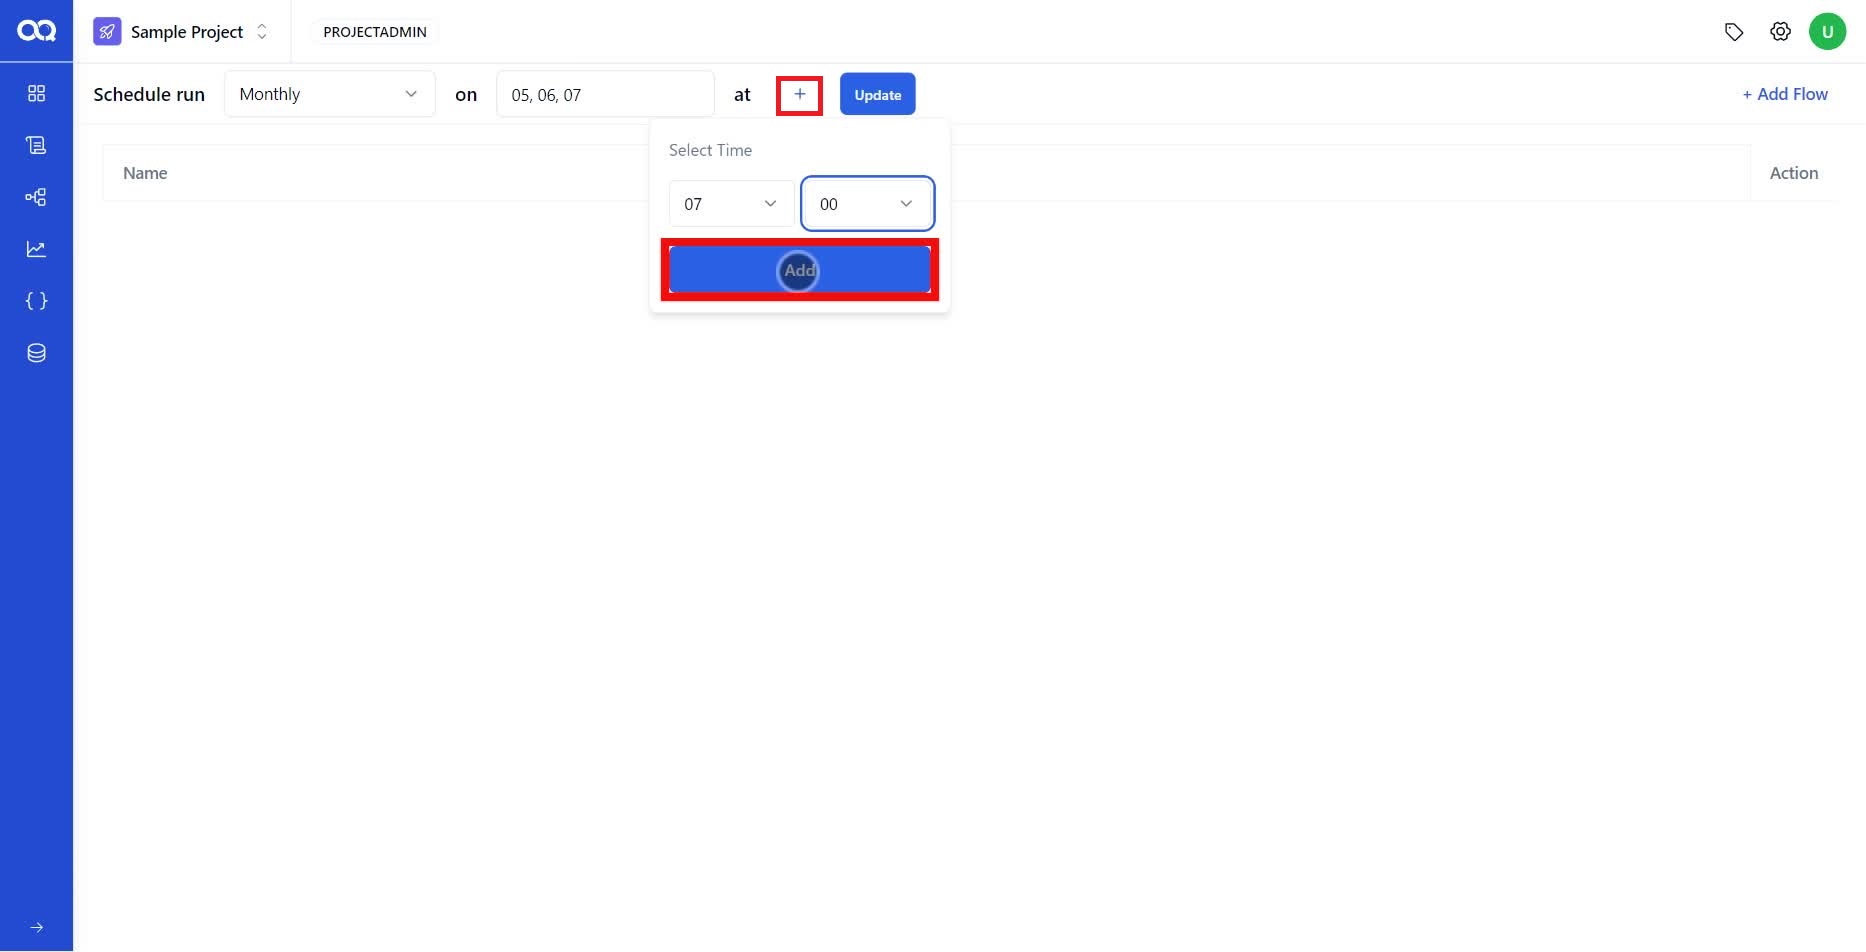 Sample Project
PROJECTADMIN
U
Schedule run Monthly on 05, 06, 07 at + Update + Add Flow
Select Time
Name Action
07 00
Add